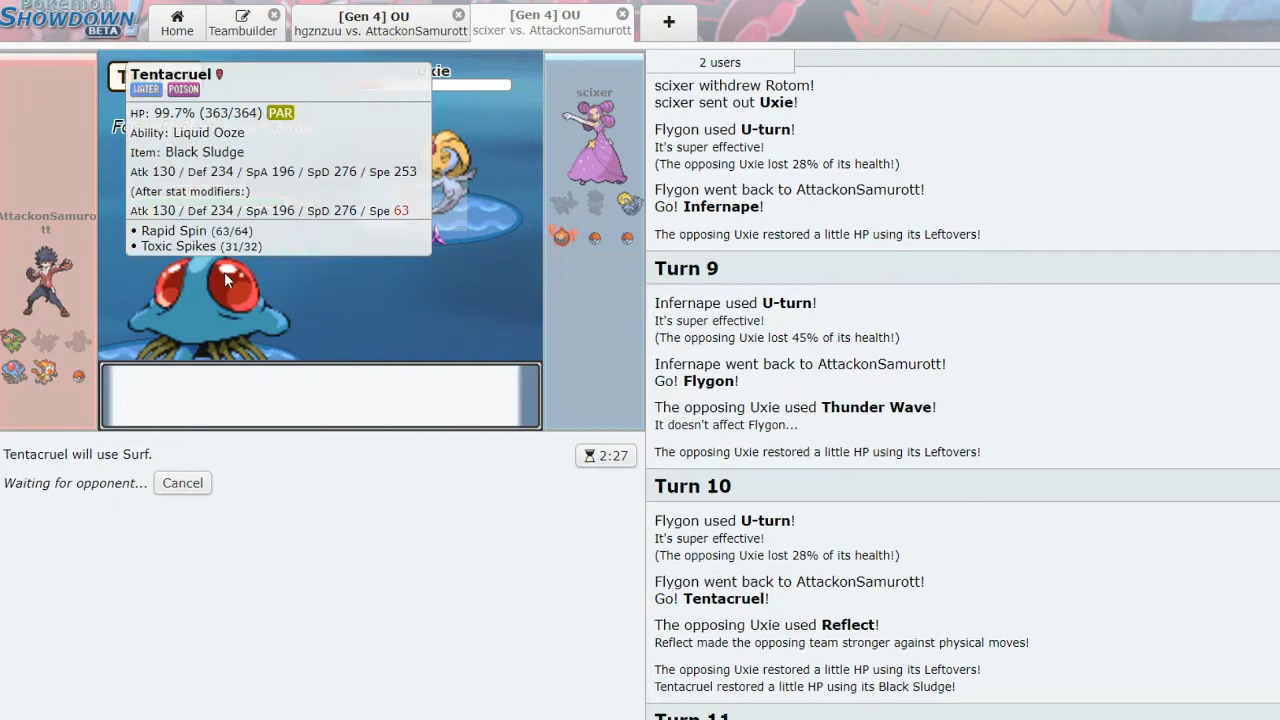 Pokémon
SHOWDOWN
BETA
Home
Teambuilder
[Gen 4] OU
hgznzuu vs. AttackonSamurott
[Gen 4] OU
scixer vs. AttackonSamurott
+
Tentacruel
WATER POISON
HP: 99.7% (363/364) PAR
Ability: Liquid Ooze
Item: Black Sludge
Atk 130 / Def 234 / SpA 196 / SpD 276 / Spe 253
(After stat modifiers:)
Atk 130 / Def 234 / SpA 196 / SpD 276 / Spe 63
• Rapid Spin (63/64)
• Toxic Spikes (31/32)
scixer
AttackonSamuro
tt
Tentacruel will use Surf.
Waiting for opponent... Cancel
2:27
2 users
scixer withdrew Rotom!
scixer sent out Uxie!
Flygon used U-turn!
It's super effective!
(The opposing Uxie lost 28% of its health!)
Flygon went back to AttackonSamurott!
Go! Infernape!
The opposing Uxie restored a little HP using its Leftovers!
Turn 9
Infernape used U-turn!
It's super effective!
(The opposing Uxie lost 45% of its health!)
Infernape went back to AttackonSamurott!
Go! Flygon!
The opposing Uxie used Thunder Wave!
It doesn't affect Flygon...
The opposing Uxie restored a little HP using its Leftovers!
Turn 10
Flygon used U-turn!
It's super effective!
(The opposing Uxie lost 28% of its health!)
Flygon went back to AttackonSamurott!
Go! Tentacruel!
The opposing Uxie used Reflect!
Reflect made the opposing team stronger against physical moves!
The opposing Uxie restored a little HP using its Leftovers!
Tentacruel restored a little HP using its Black Sludge!
Turn 11